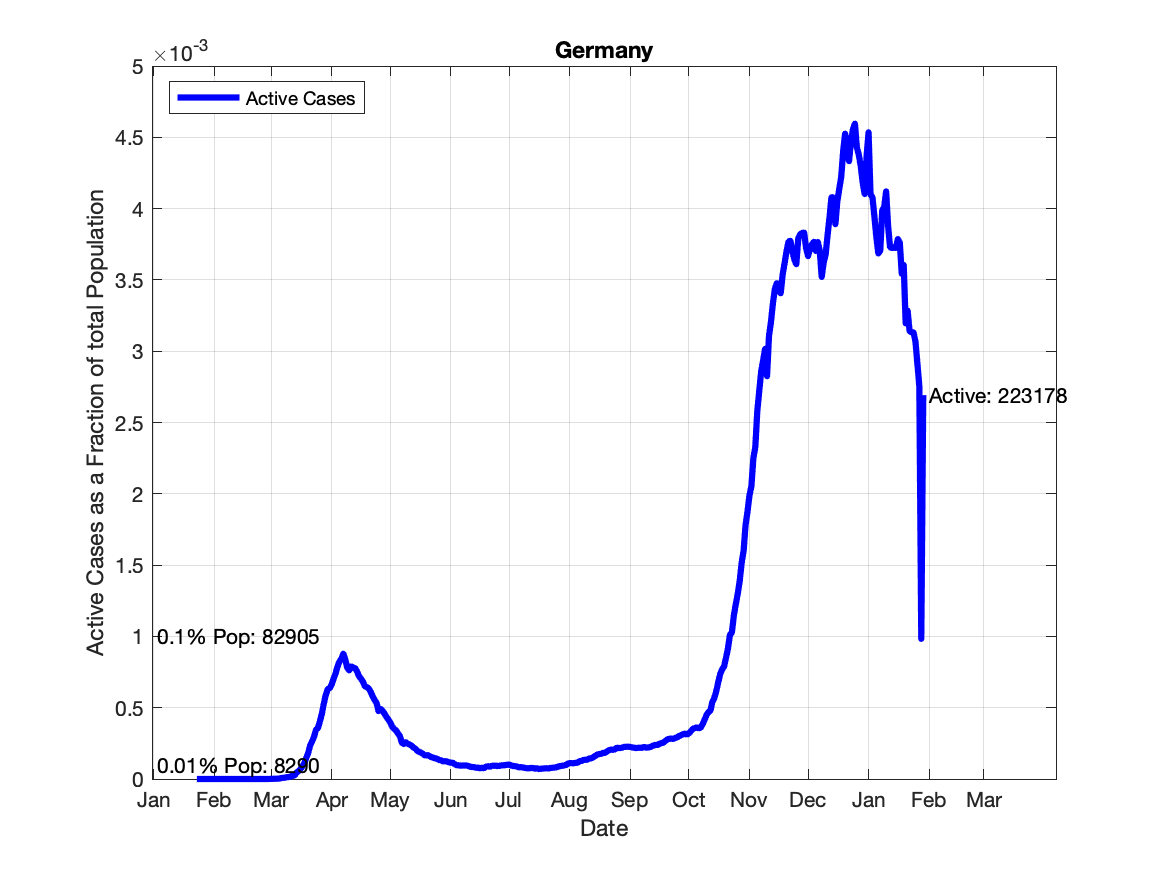 Germany
×10-3
5
4.5
4
3.5
3
2.5
2
1.5
1
0.5
0
Active Cases as a Fraction of total Population
Active Cases
Active: 223178
0.1% Pop: 82905
0.01% Pop: 8290
Jan Feb Mar Apr May Jun Jul Aug Sep Oct Nov Dec Jan Feb Mar
Date